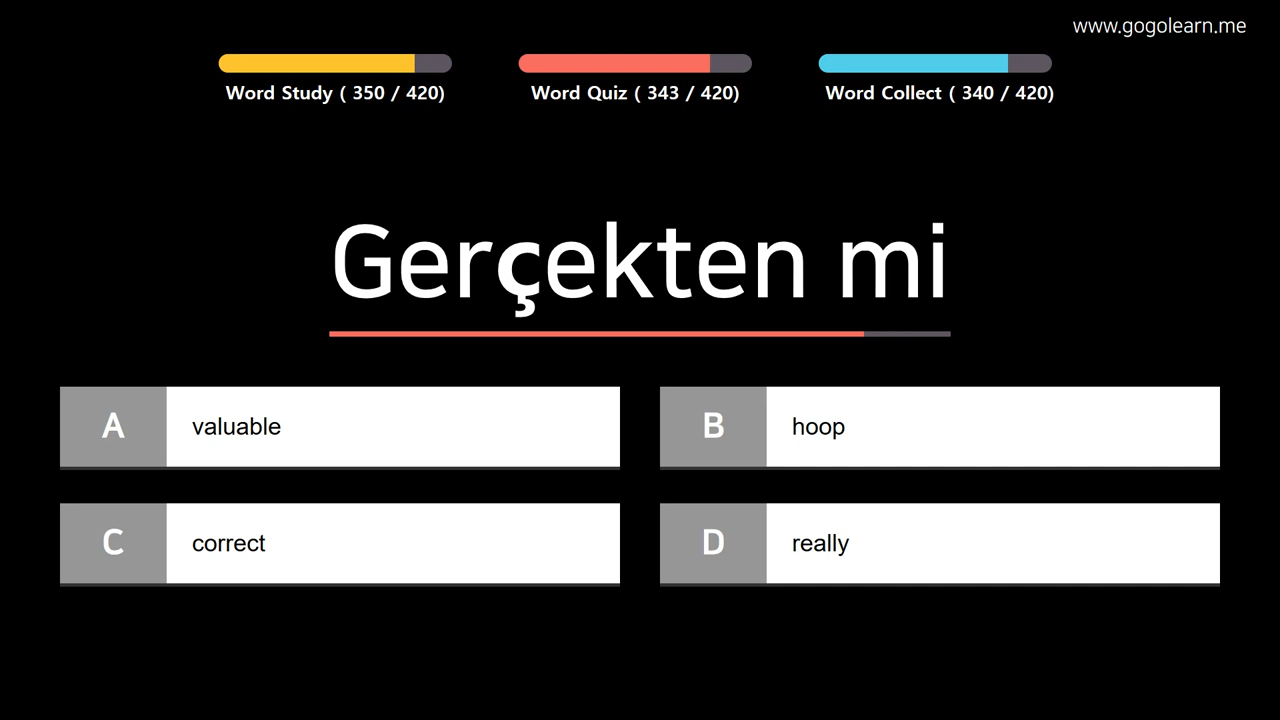 www.gogolearn.me
Word Study ( 350 / 420)
Word Quiz ( 343 / 420)
Word Collect ( 340 / 420)
Gerçekten mi
A valuable
B hoop
C correct
D really